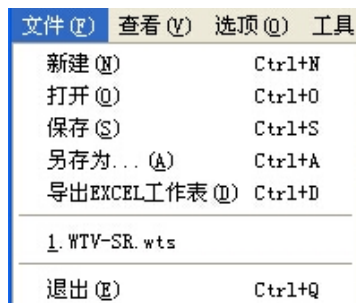 文件(F) 查看(V) 选项(O) 工具
新建(N) Ctrl+N
打开(O) Ctrl+O
保存(S) Ctrl+S
另存为...(A) Ctrl+A
导出EXCEL工作表(D) Ctrl+D
1.WTV-SR.wts
退出(E) Ctrl+Q